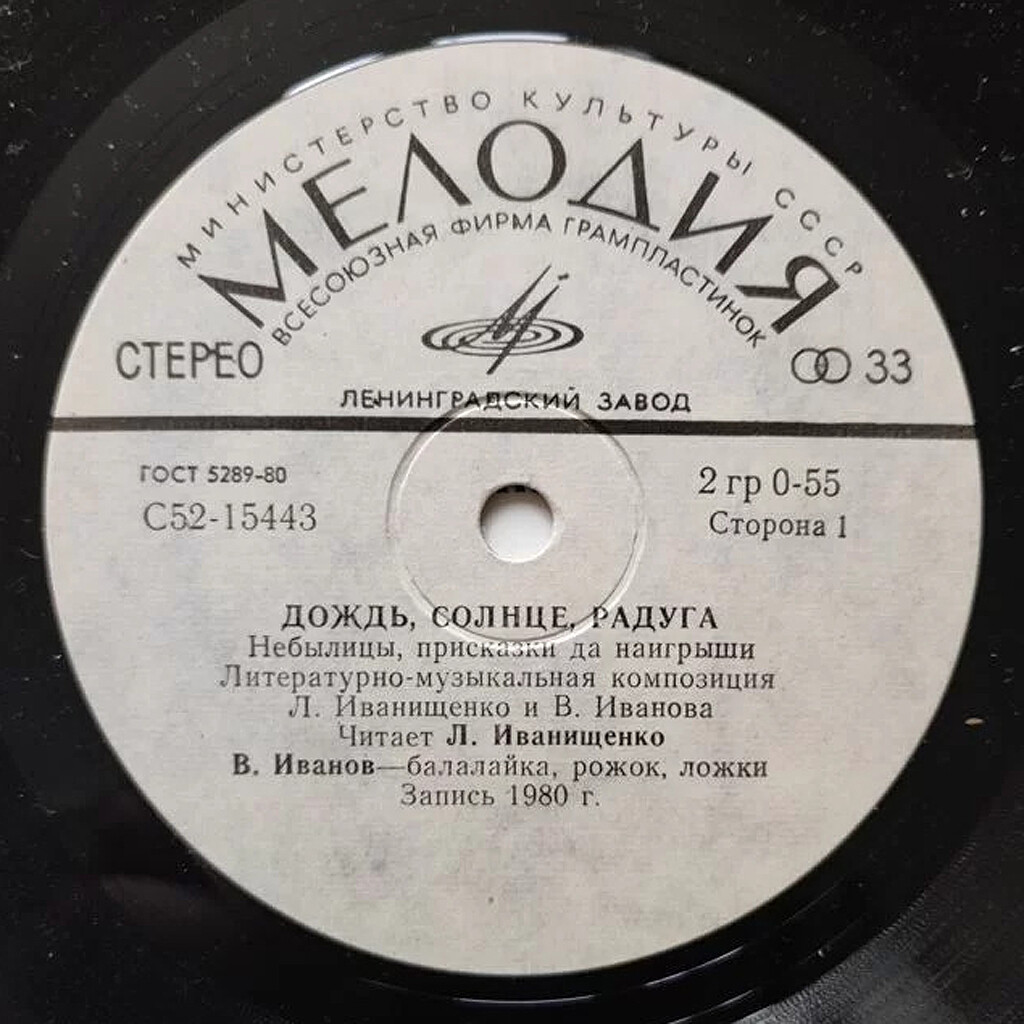 МИНИСТЕРСТВО КУЛЬТУРЫ СССР
МЕЛОДИЯ
ВСЕСОЮЗНАЯ ФИРМА ГРАМПЛАСТИНОК
СТЕРЕО
33
ЛЕНИНГРАДСКИЙ ЗАВОД
ГОСТ 5289-80
2 гр 0-55
С52-15443
Сторона 1
ДОЖДЬ, СОЛНЦЕ, РАДУГА
Небылицы, присказки да наигрыши
Литературно-музыкальная композиция
Л. Иванищенко и В. Иванова
Читает Л. Иванищенко
В. Иванов—балалайка, рожок, ложки
Запись 1980 г.